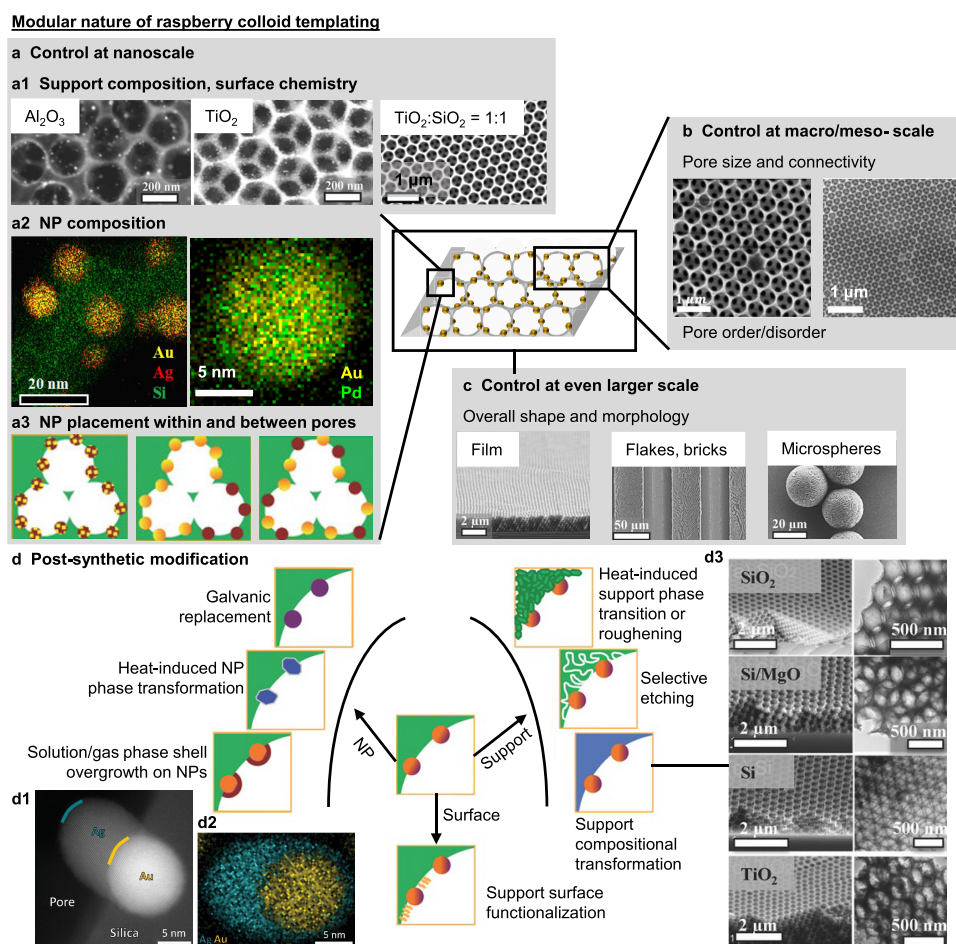 Modular nature of raspberry colloid templating
a Control at nanoscale
a1 Support composition, surface chemistry
Al₂O₃
200 nm
TiO₂
200 nm
TiO₂:SiO₂ = 1:1
1 µm
a2 NP composition
Au
Ag
Si
20 nm
5 nm
Au
Pd
a3 NP placement within and between pores
b Control at macro/meso- scale
Pore size and connectivity
1 µm
1 µm
Pore order/disorder
c Control at even larger scale
Overall shape and morphology
Film
2 µm
Flakes, bricks
50 µm
Microspheres
20 µm
d Post-synthetic modification
Galvanic
replacement
Heat-induced NP
phase transformation
Solution/gas phase shell
overgrowth on NPs
NP
Support
Surface
Heat-induced
support phase
transition or
roughening
Selective
etching
Support
compositional
transformation
Support surface
functionalization
d1
Ag
Au
Pore
Silica
5 nm
d2
Ag Au
5 nm
d3
SiO₂
2 µm
500 nm
Si/MgO
2 µm
500 nm
Si
2 µm
500 nm
TiO₂
2 µm
500 nm